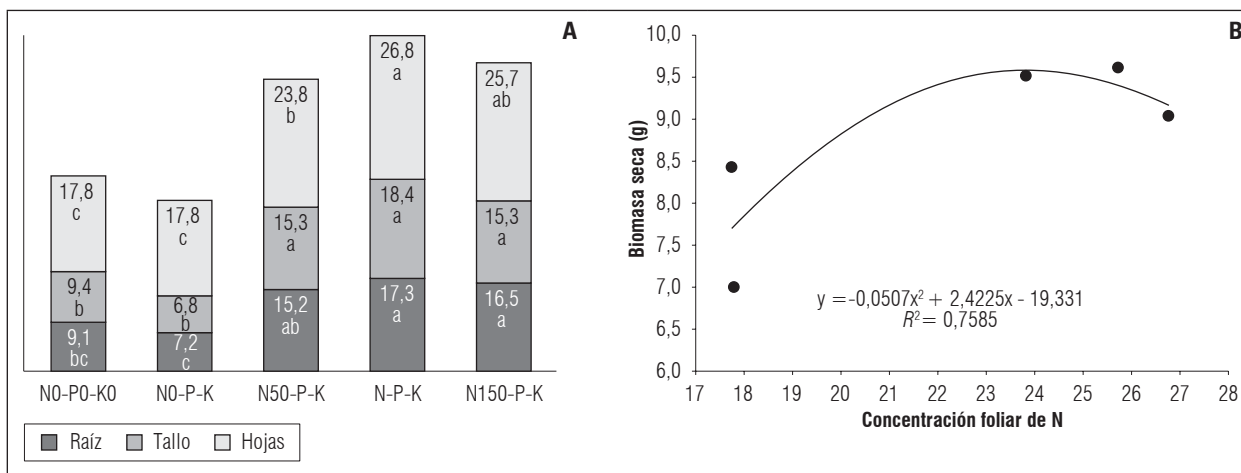 A
17,8
c
9,4
b
9,1
bc
17,8
c
6,8
b
7,2
c
23,8
b
15,3
a
15,2
ab
26,8
a
18,4
a
17,3
a
25,7
ab
15,3
a
16,5
a
N0-P0-K0 N0-P-K N50-P-K N-P-K N150-P-K
Raíz Tallo Hojas
B
Biomasa seca (g)
10,0
9,5
9,0
8,5
8,0
7,5
7,0
6,5
6,0
y = -0,0507x² + 2,4225x - 19,331
R² = 0,7585
17 18 19 20 21 22 23 24 25 26 27 28
Concentración foliar de N